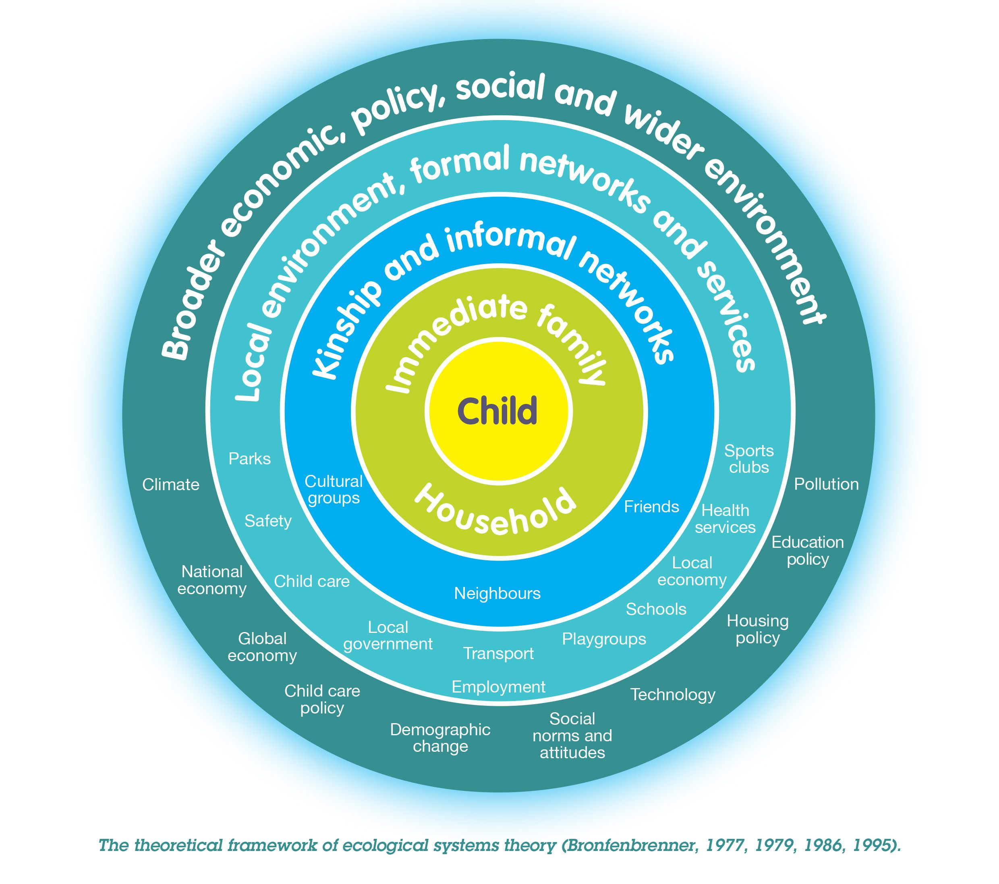 Broader economic, policy, social and wider environment
Local environment, formal networks and services
Kinship and informal networks
Immediate family
Child
Household
Parks
Climate
Safety
National
economy
Child care
Global
economy
Local
government
Child care
policy
Cultural
groups
Neighbours
Friends
Transport
Employment
Demographic
change
Social
norms and
attitudes
Playgroups
Schools
Local
economy
Health
services
Sports
clubs
Pollution
Education
policy
Housing
policy
Technology
The theoretical framework of ecological systems theory (Bronfenbrenner, 1977, 1979, 1986, 1995).